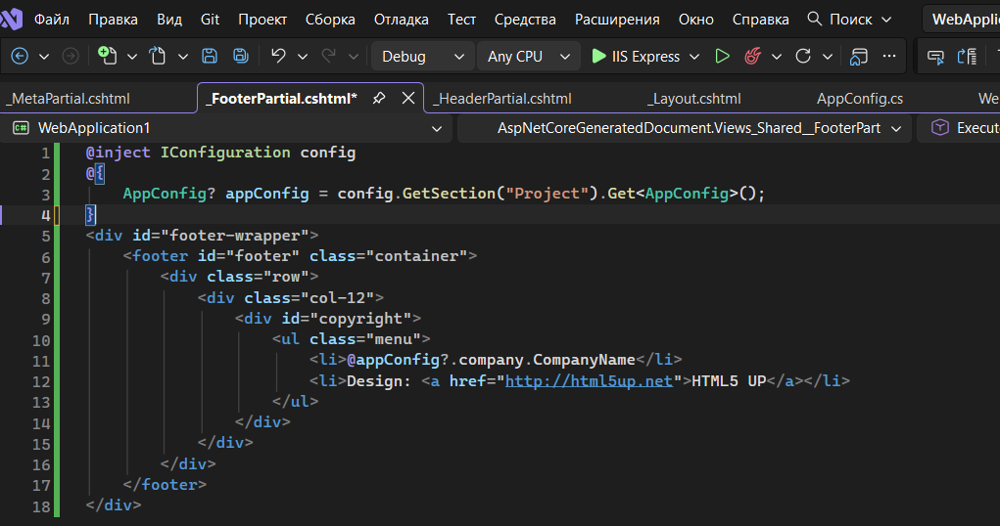 Файл Правка Вид Git Проект Сборка Отладка Тест Средства Расширения Окно Справка Поиск WebApplic
Debug Any CPU IIS Express
_MetaPartial.cshtml _FooterPartial.cshtml* _HeaderPartial.cshtml _Layout.cshtml AppConfig.cs We
C# WebApplication1 AspNetCoreGeneratedDocument.Views_Shared__FooterPart Execut
1 @inject IConfiguration config
2 @{
3 AppConfig? appConfig = config.GetSection("Project").Get<AppConfig>();
4 }
5 <div id="footer-wrapper">
6 <footer id="footer" class="container">
7 <div class="row">
8 <div class="col-12">
9 <div id="copyright">
10 <ul class="menu">
11 <li>@appConfig?.company.CompanyName</li>
12 <li>Design: <a href="http://html5up.net">HTML5 UP</a></li>
13 </ul>
14 </div>
15 </div>
16 </div>
17 </footer>
18 </div>